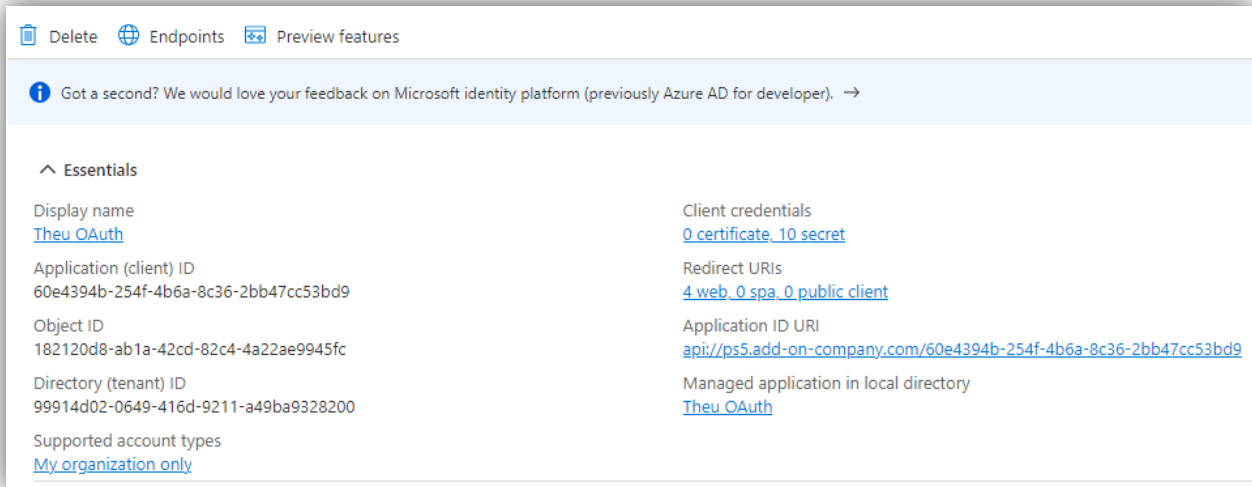 Delete Endpoints Preview features
Got a second? We would love your feedback on Microsoft identity platform (previously Azure AD for developer). →
Essentials
Display name
Theu OAuth
Application (client) ID
60e4394b-254f-4b6a-8c36-2bb47cc53bd9
Object ID
182120d8-ab1a-42cd-82c4-4a22ae9945fc
Directory (tenant) ID
99914d02-0649-416d-9211-a49ba9328200
Supported account types
My organization only
Client credentials
0 certificate, 10 secret
Redirect URIs
4 web, 0 spa, 0 public client
Application ID URI
api://ps5.add-on-company.com/60e4394b-254f-4b6a-8c36-2bb47cc53bd9
Managed application in local directory
Theu OAuth